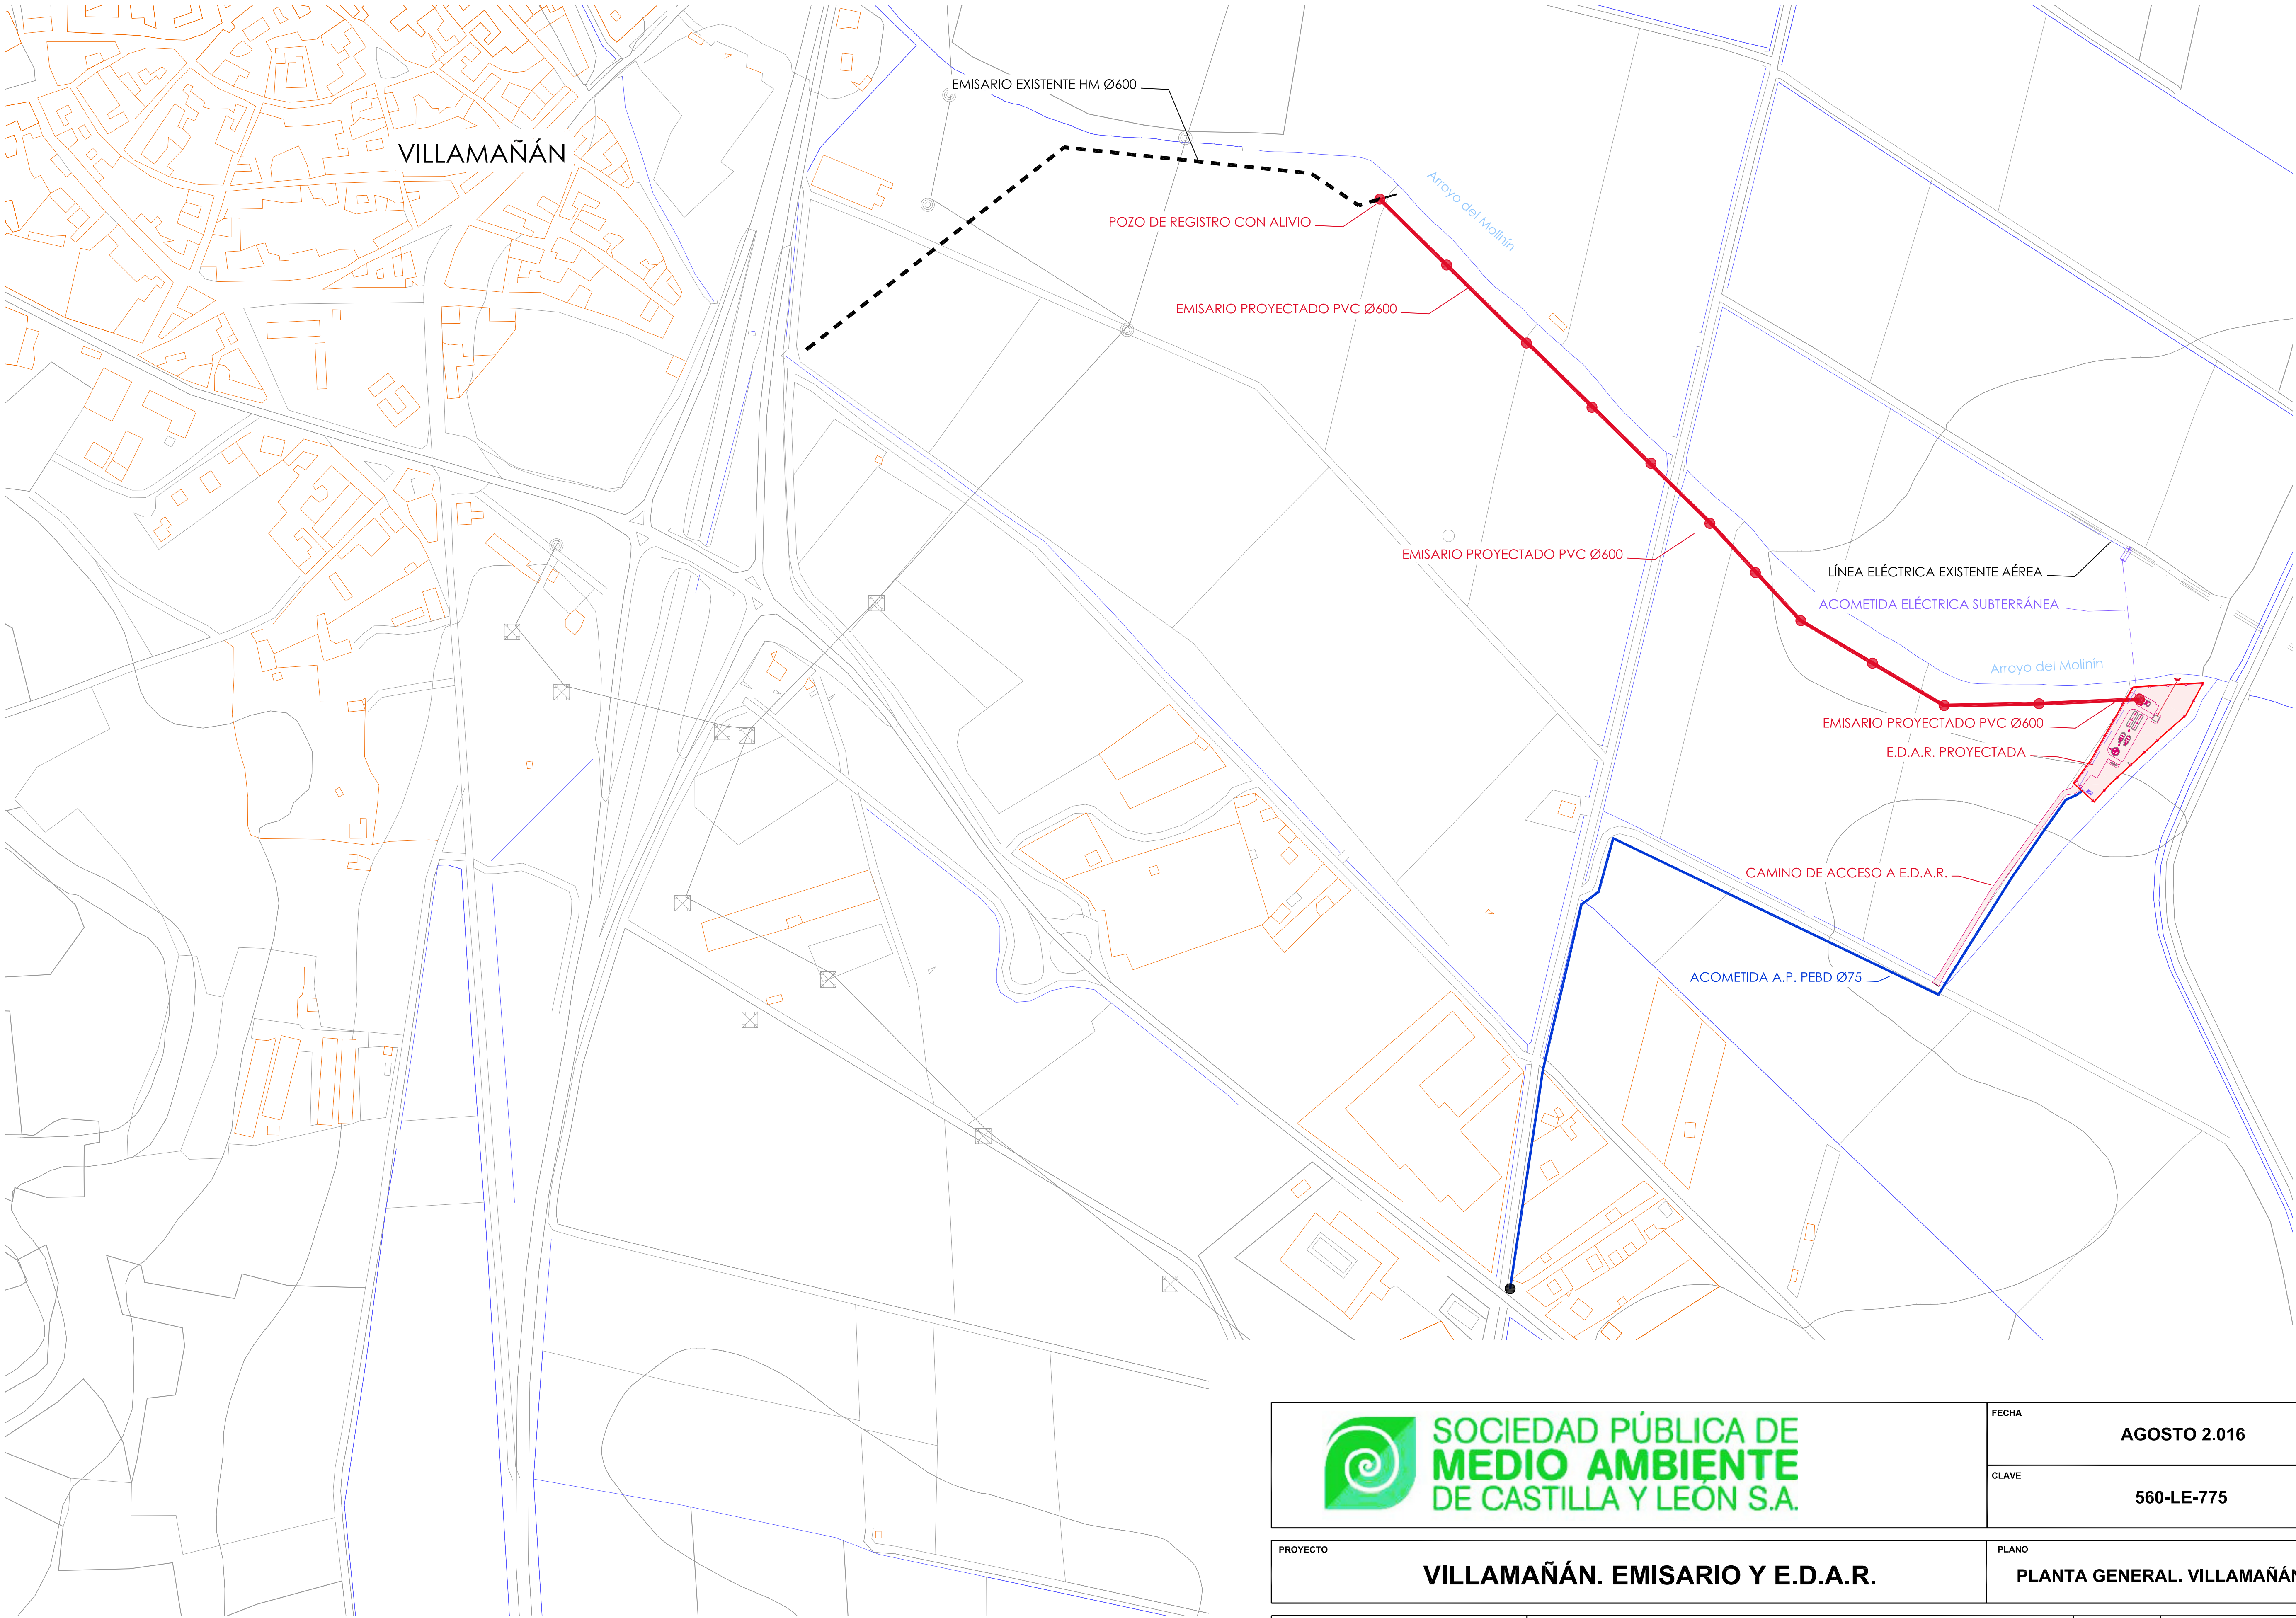 VILLAMAÑÁN
EMISARIO EXISTENTE HM Ø600
Arroyo del Molinín
POZO DE REGISTRO CON ALIVIO
EMISARIO PROYECTADO PVC Ø600
EMISARIO PROYECTADO PVC Ø600
LÍNEA ELÉCTRICA EXISTENTE AÉREA
ACOMETIDA ELÉCTRICA SUBTERRÁNEA
Arroyo del Molinín
EMISARIO PROYECTADO PVC Ø600
E.D.A.R. PROYECTADA
CAMINO DE ACCESO A E.D.A.R.
ACOMETIDA A.P. PEBD Ø75
SOCIEDAD PÚBLICA DE
MEDIO AMBIENTE
DE CASTILLA Y LEÓN S.A.
FECHA
AGOSTO 2.016
CLAVE
560-LE-775
PROYECTO
VILLAMAÑÁN. EMISARIO Y E.D.A.R.
PLANO
PLANTA GENERAL. VILLAMAÑÁN